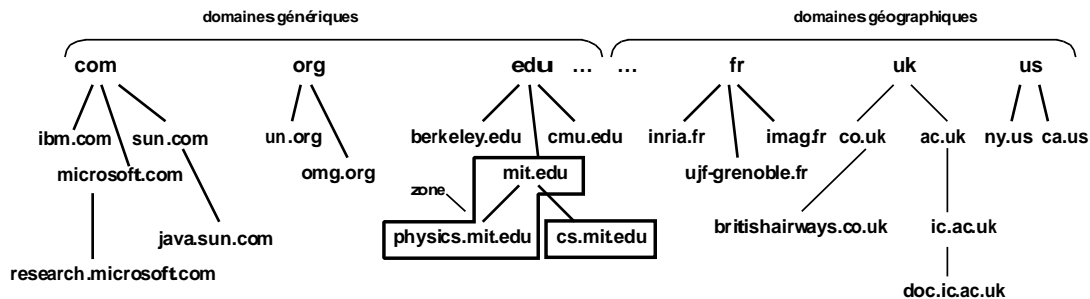 domaines génériques domaines géographiques
com org edu ... ... fr uk us
ibm.com sun.com un.org berkeley.edu cmu.edu inria.fr imag.fr co.uk ac.uk ny.us ca.us
microsoft.com omg.org mit.edu ujf-grenoble.fr
zone
java.sun.com physics.mit.edu cs.mit.edu britishairways.co.uk ic.ac.uk
research.microsoft.com
doc.ic.ac.uk